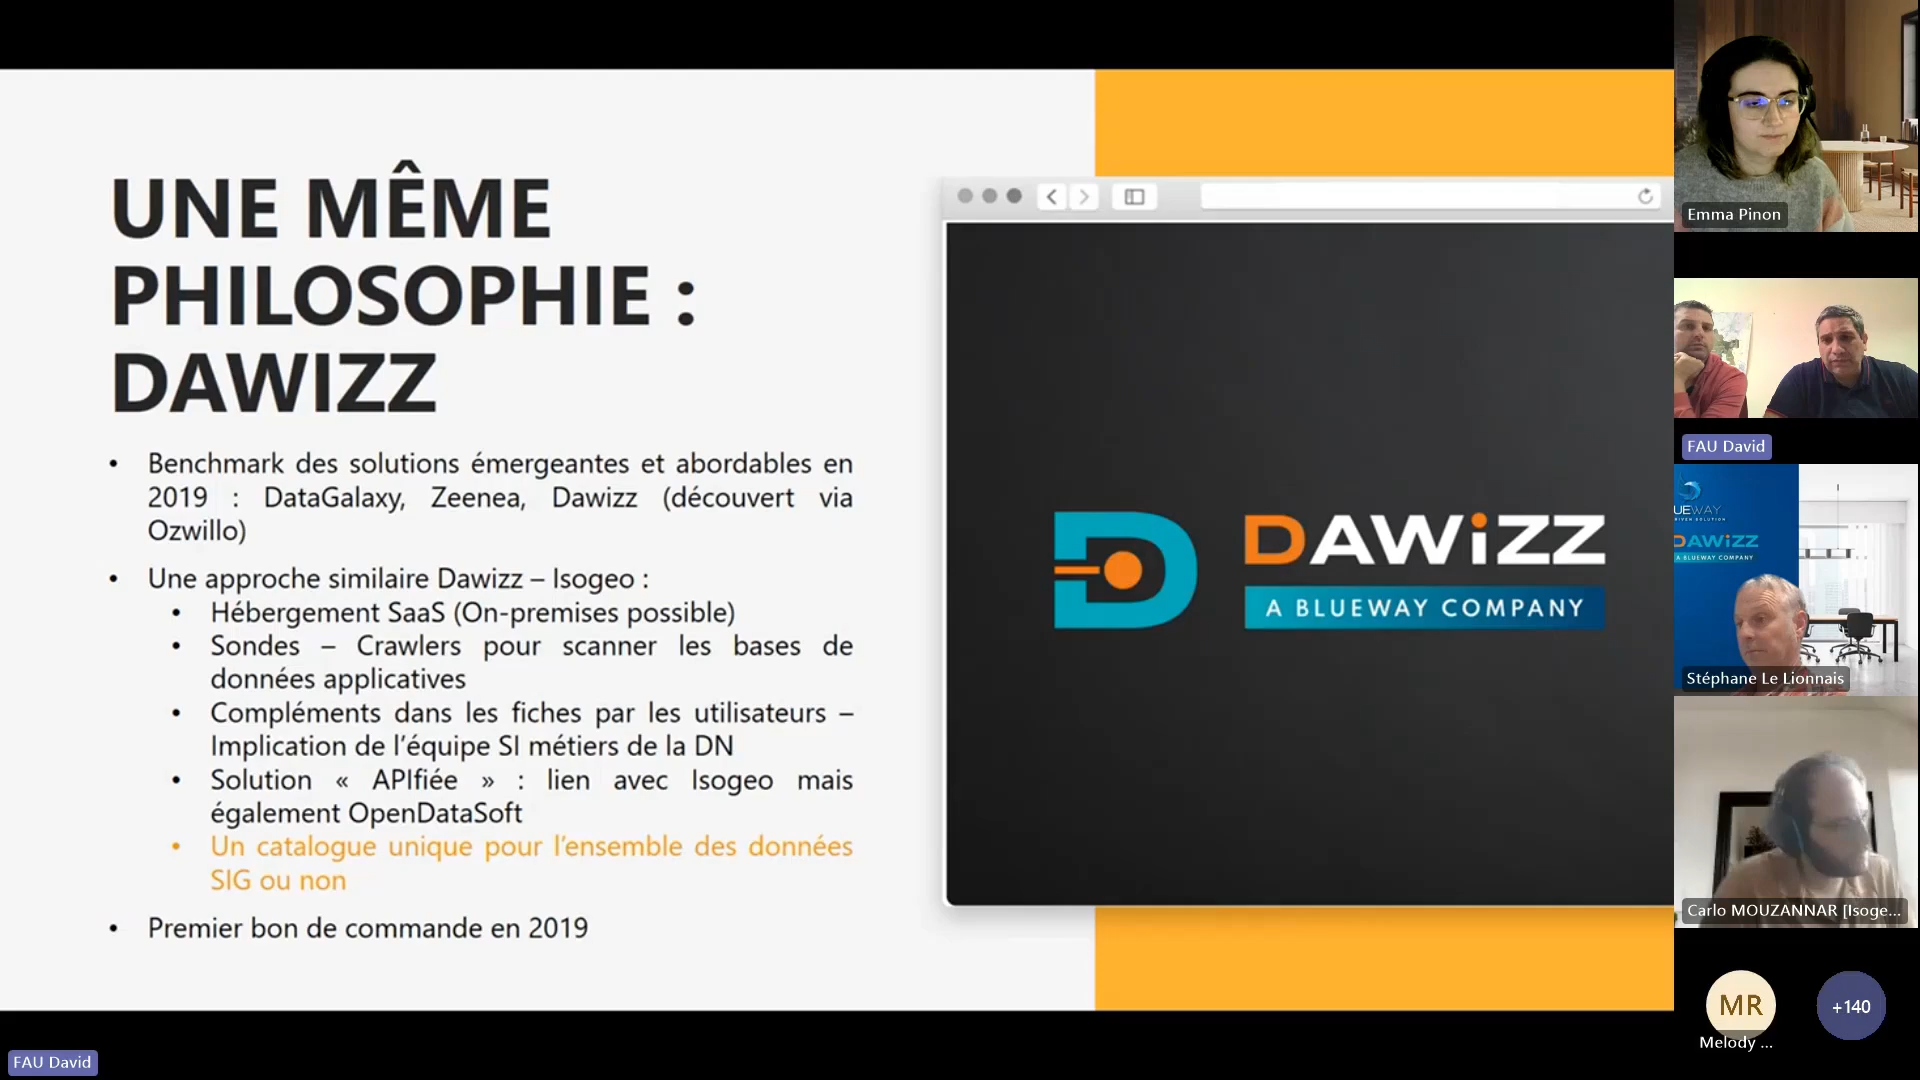 UNE MÊME
PHILOSOPHIE :
DAWIZZ
• Benchmark des solutions émergeantes et abordables en
2019 : DataGalaxy, Zeenea, Dawizz (découvert via
Ozwillo)
• Une approche similaire Dawizz – Isogeo :
• Hébergement SaaS (On-premises possible)
• Sondes – Crawlers pour scanner les bases de
données applicatives
• Compléments dans les fiches par les utilisateurs –
Implication de l’équipe SI métiers de la DN
• Solution « APIfiée » : lien avec Isogeo mais
également OpenDataSoft
• Un catalogue unique pour l’ensemble des données
SIG ou non
• Premier bon de commande en 2019
DAWiZZ
A BLUEWAY COMPANY
Emma Pinon
FAU David
UEWAY
DAWiZZ
A BLUEWAY COMPANY
Stéphane Le Lionnais
Carlo MOUZANNAR [Isoge...
MR
Melody ...
+140
FAU David